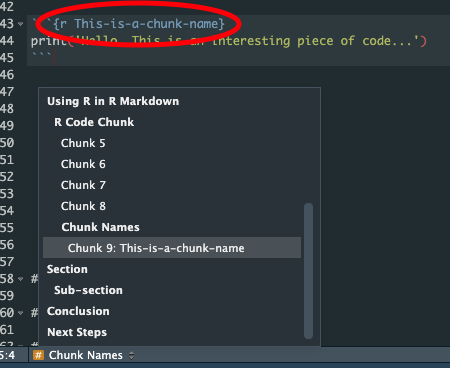 42
43 ```{r This-is-a-chunk-name}
44 print('Hello. This is an interesting piece of code...')
45 ```
46
47
48
49
50
51
52
53
54
55
56
57
58 #
59
60 #
61
62 #
Using R in R Markdown
R Code Chunk
Chunk 5
Chunk 6
Chunk 7
Chunk 8
Chunk Names
Chunk 9: This-is-a-chunk-name
Section
Sub-section
Conclusion
Next Steps
5:4 # Chunk Names